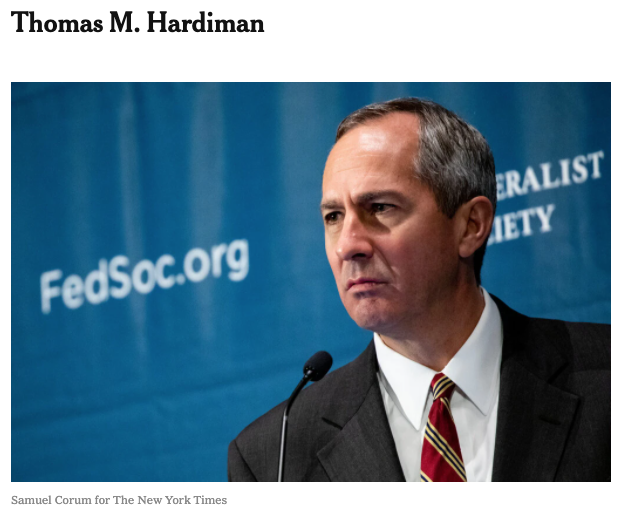 Thomas M. Hardiman
ERALIST
IETY
FedSoc.org
Samuel Corum for The New York Times